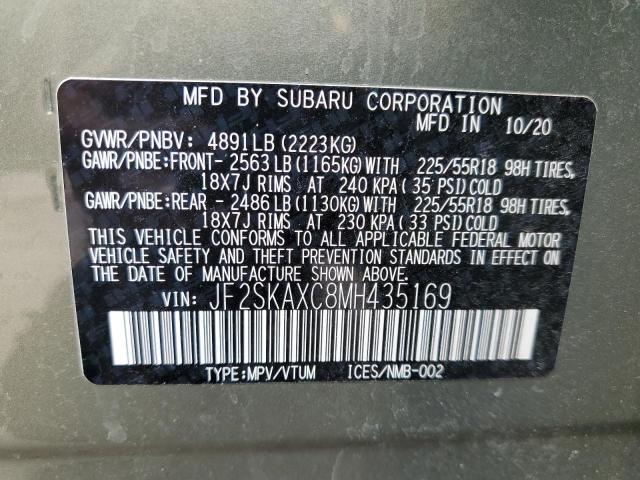 MFD BY SUBARU CORPORATION
MFD IN 10/20
GVWR/PNBV: 4891LB(2223KG)
GAWR/PNBE:FRONT- 2563LB(1165KG)WITH 225/55R18 98H TIRES,
18X7J RIMS AT 240 KPA(35 PSI)COLD
GAWR/PNBE:REAR -2486LB(1130KG)WITH 225/55R18 98H TIRES,
18X7J RIMS AT 230 KPA(33 PSI)COLD
THIS VEHICLE CONFORMS TO ALL APPLICABLE FEDERAL MOTOR
VEHICLE SAFETY AND THEFT PREVENTION STANDARDS IN EFFECT ON
THE DATE OF MANUFACTURE SHOWN ABOVE.
VIN: JF2SKAXC8MH435169
TYPE:MPV/VTUM ICES/NMB-002